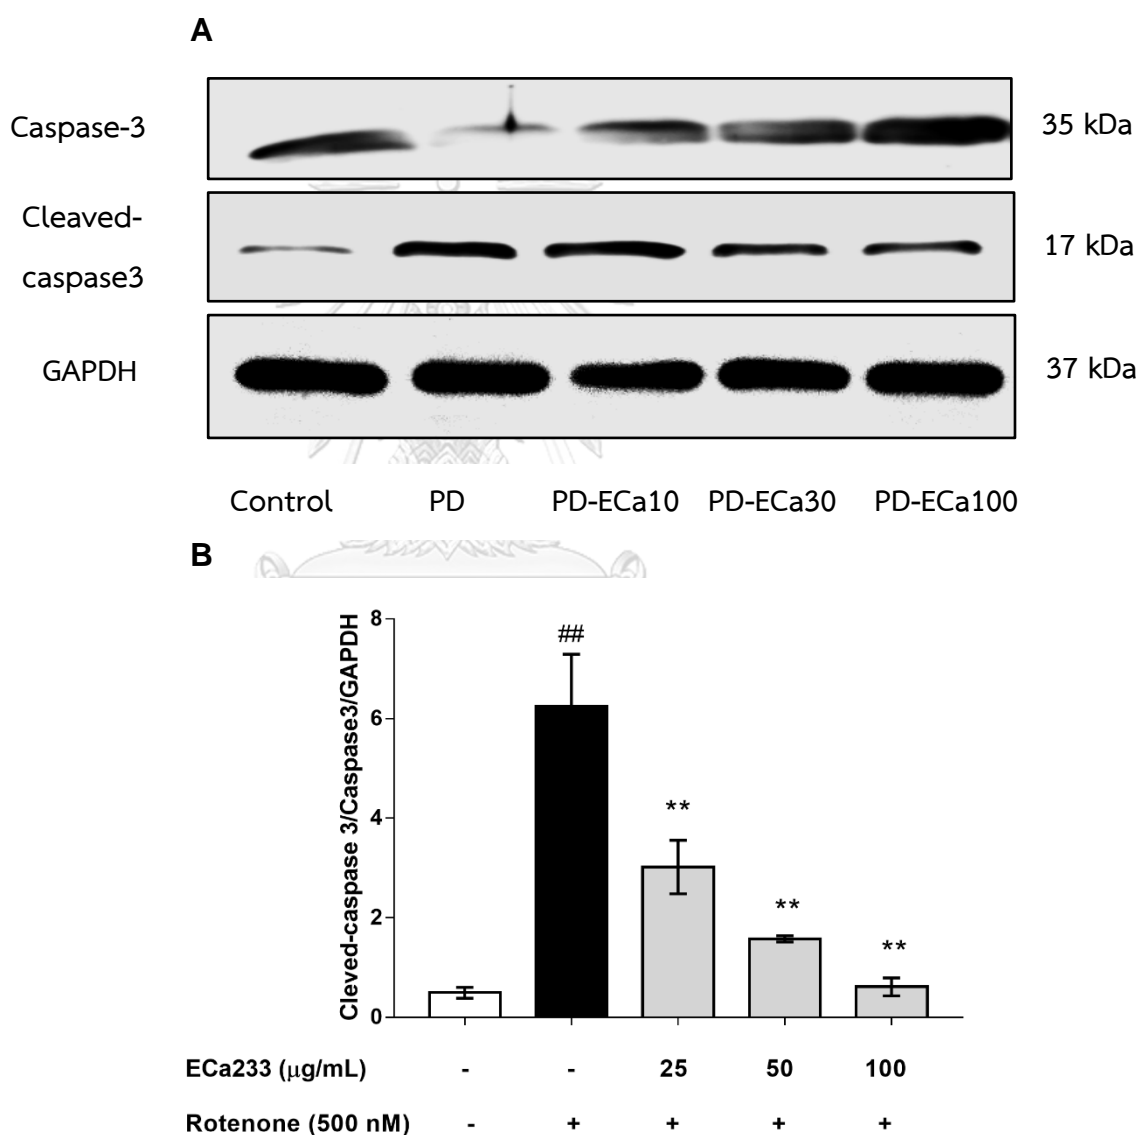 A
Caspase-3 35 kDa
Cleaved-
caspase3
17 kDa
GAPDH 37 kDa
Control PD PD-ECa10 PD-ECa30 PD-ECa100
B
Cleved-caspase 3/Caspase3/GAPDH
8
6
4
2
0
##
**
**
**
ECa233 (μg/mL) - - 25 50 100
Rotenone (500 nM) - + + + +